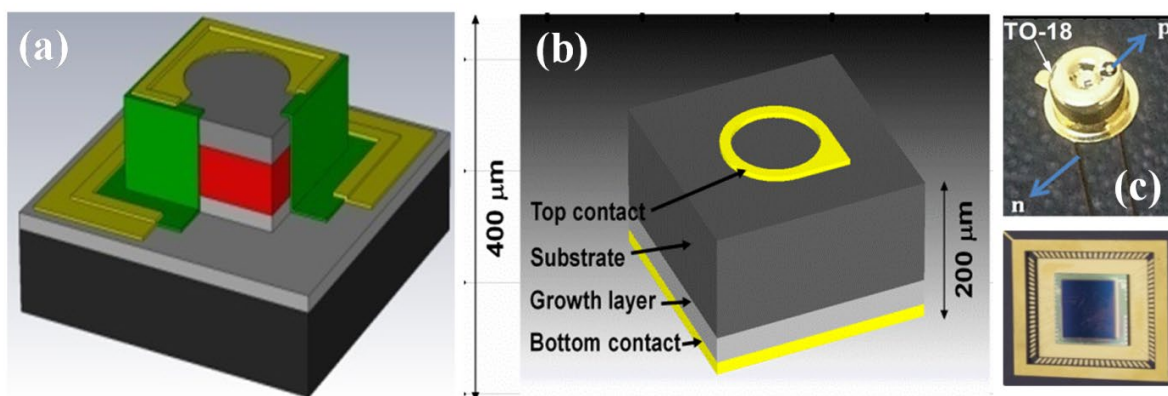 (a)
400 μm
(b)
Top contact
Substrate
Growth layer
Bottom contact
200 μm
TO-18
p
n
(c)